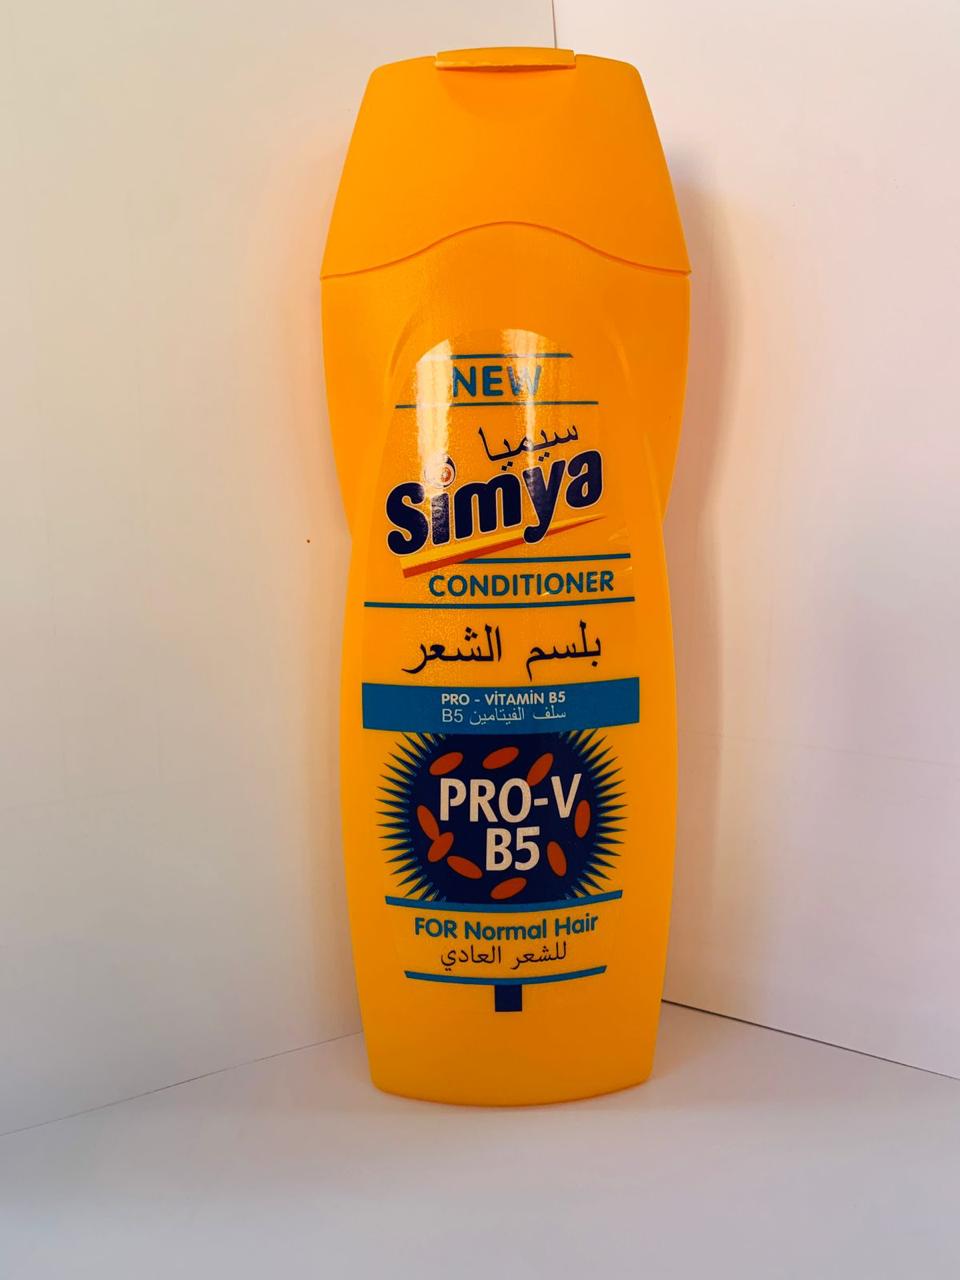 NEW
سيميا
Simya
CONDITIONER
بلسم الشعر
PRO - VİTAMİN B5
سلف الفيتامين B5
PRO-V
B5
FOR Normal Hair
للشعر العادي